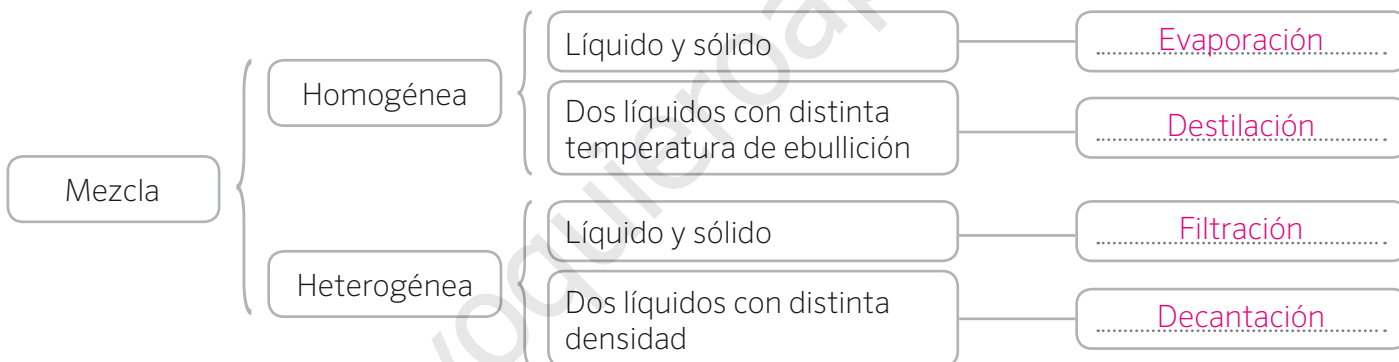 Líquido y sólido
Evaporación
Homogénea
Dos líquidos con distinta
temperatura de ebullición
Destilación
Mezcla
Líquido y sólido
Filtración
Heterogénea
Dos líquidos con distinta
densidad
Decantación